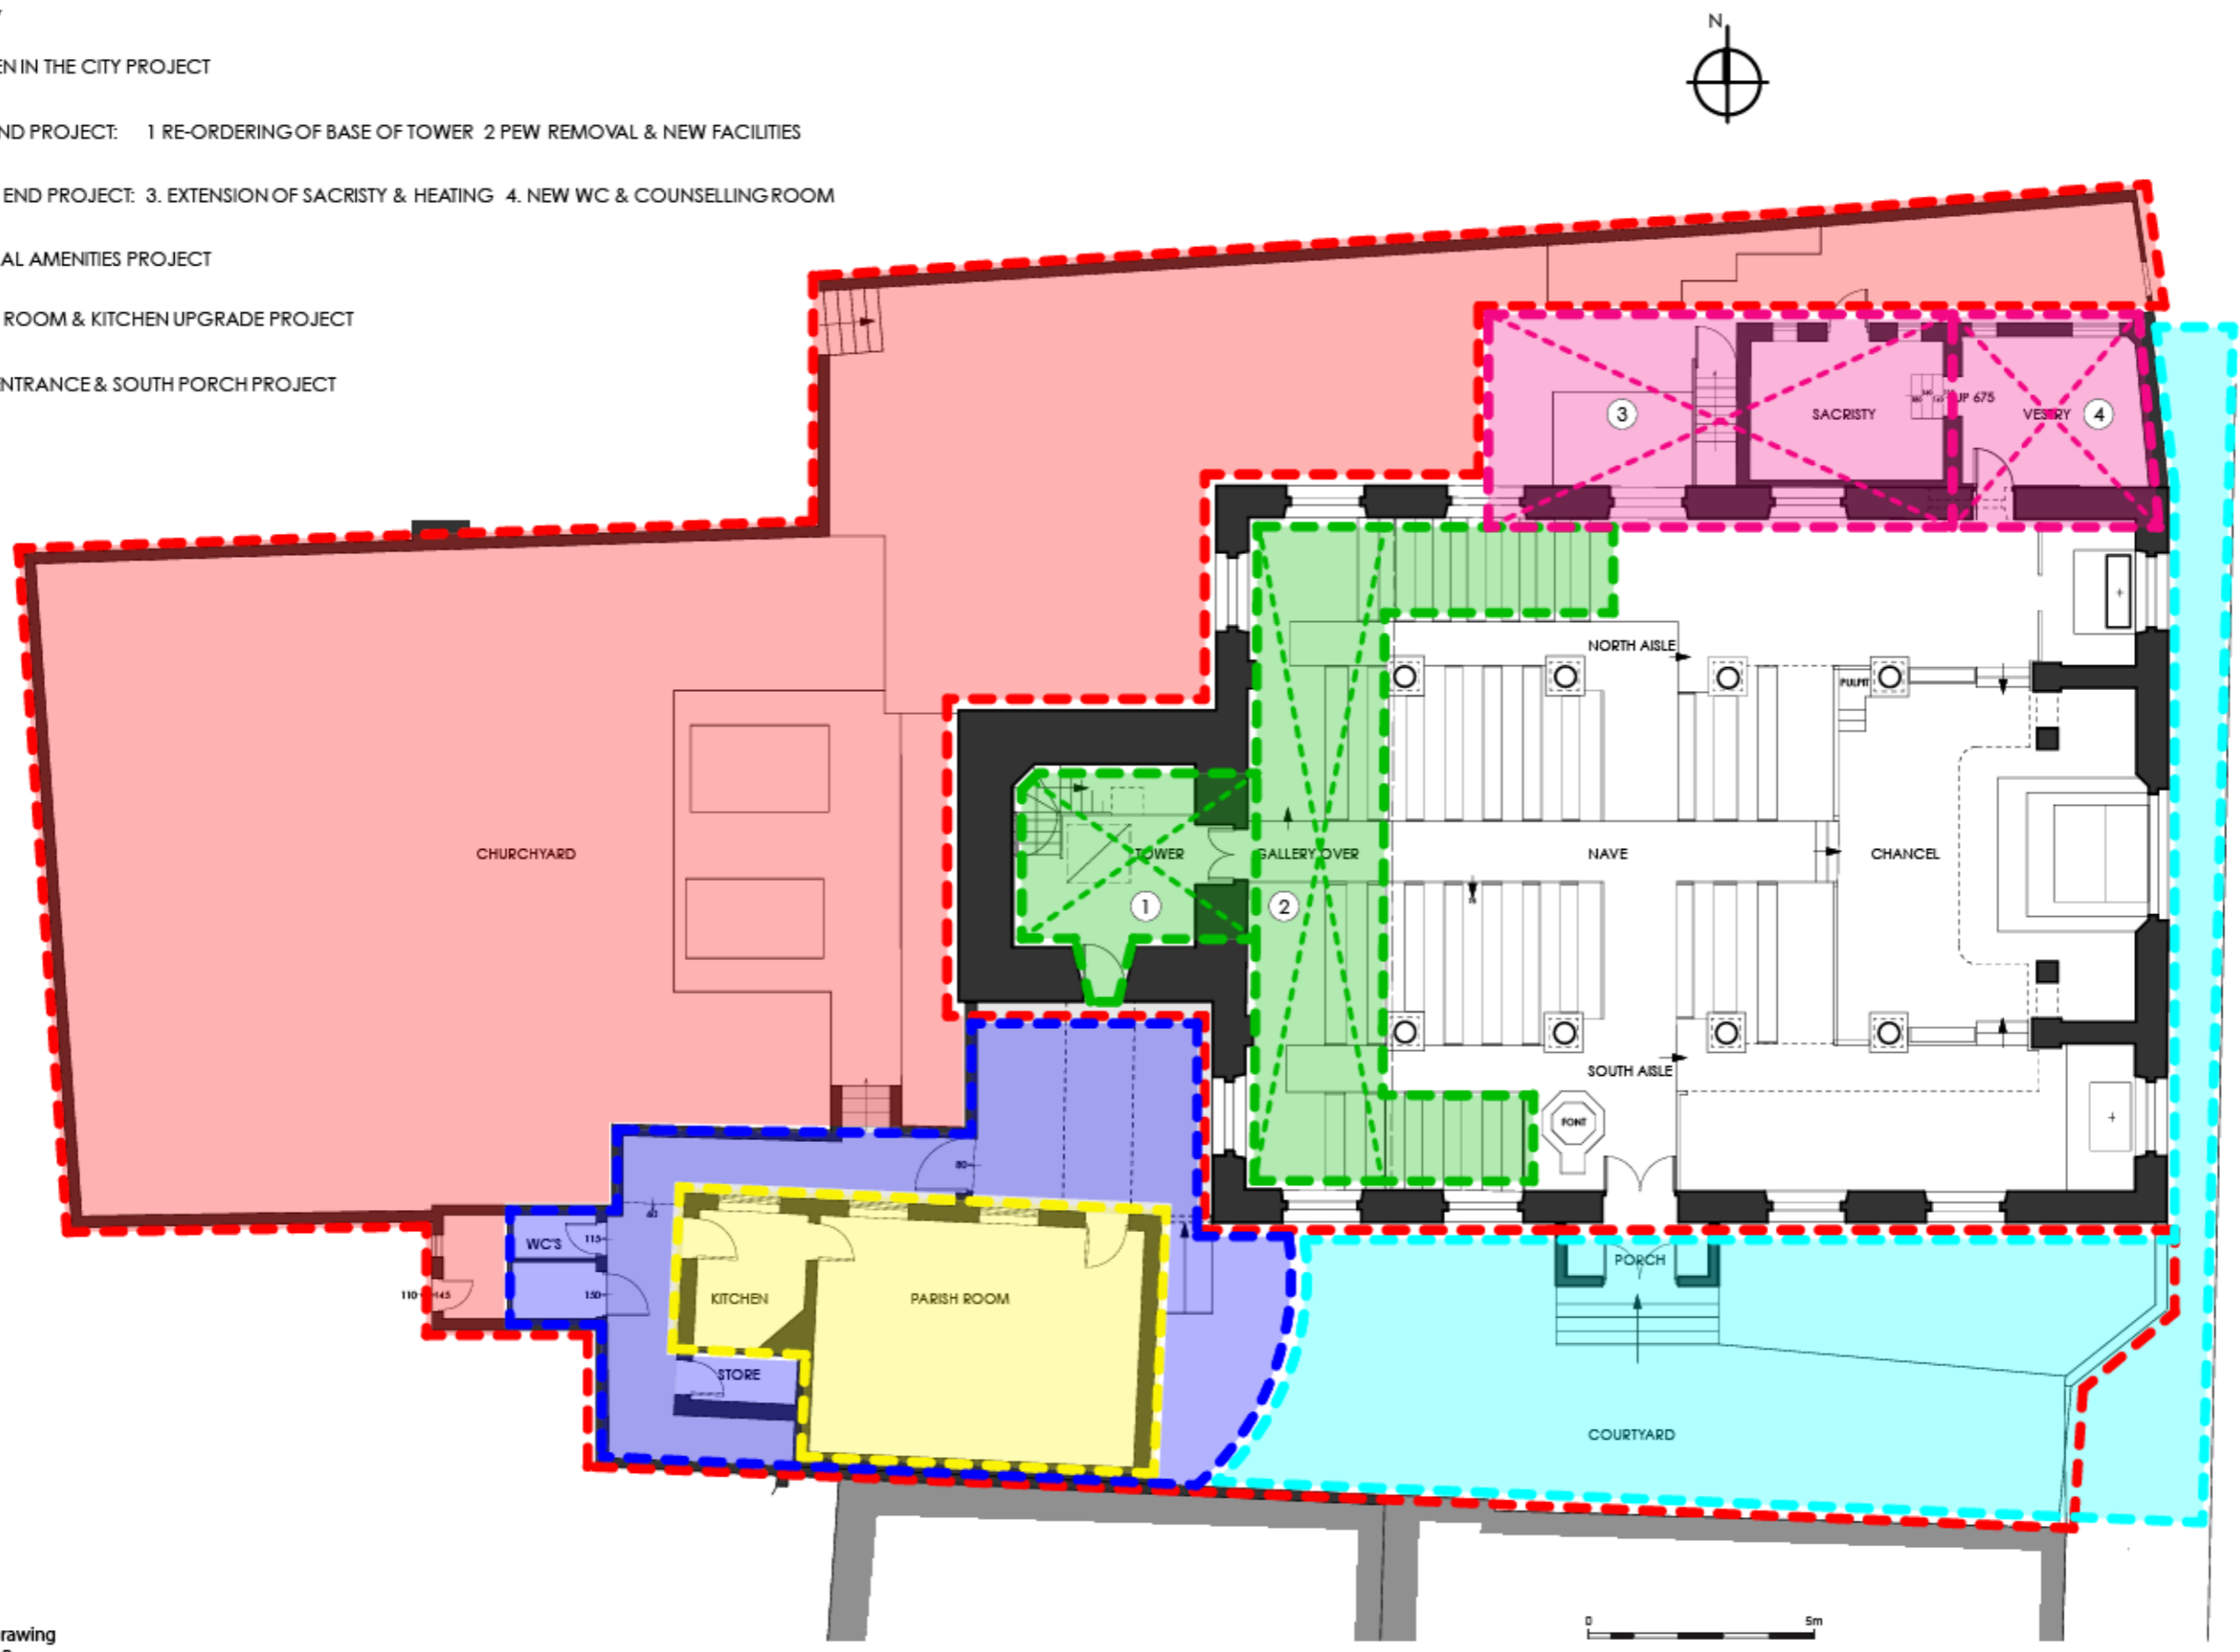 EN IN THE CITY PROJECT
ND PROJECT: 1 RE-ORDERING OF BASE OF TOWER 2 PEW REMOVAL & NEW FACILITIES
END PROJECT: 3. EXTENSION OF SACRISTY & HEATING 4. NEW WC & COUNSELLING ROOM
AL AMENITIES PROJECT
ROOM & KITCHEN UPGRADE PROJECT
NTRANCE & SOUTH PORCH PROJECT
N
3
SACRISTY
UP 675
VESTRY
4
NORTH AISLE
PULPIT
CHURCHYARD
TOWER
GALLERY OVER
NAVE
CHANCEL
1
2
SOUTH AISLE
FONT
80
60
WC'S
115
150
110
145
KITCHEN
PARISH ROOM
PORCH
STORE
COURTYARD
0
5m
rawing